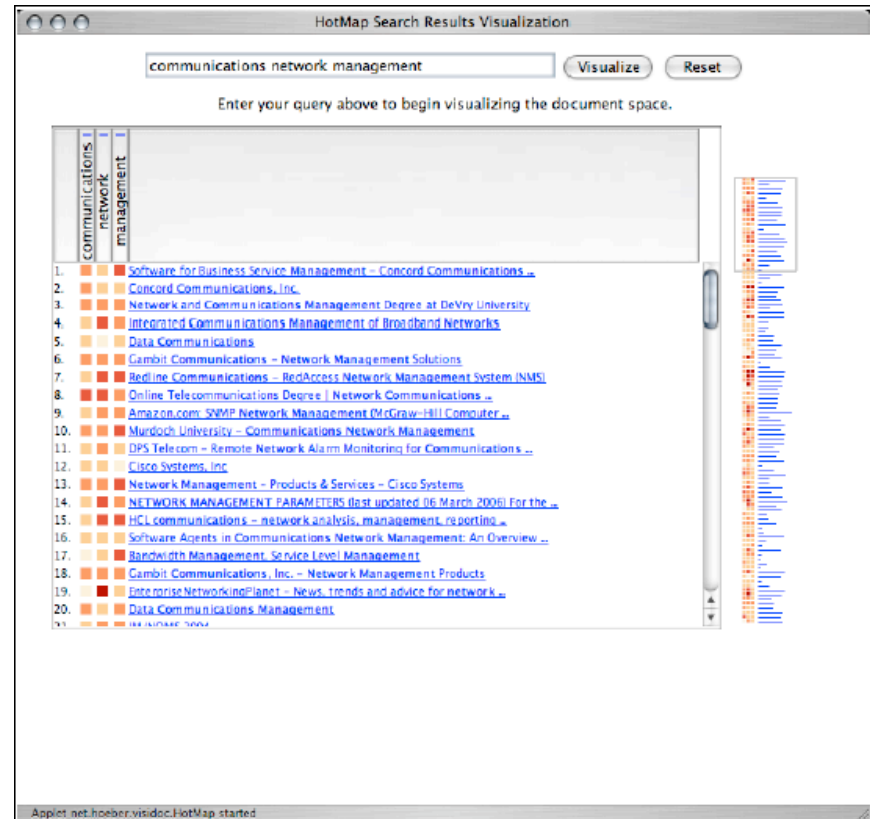 HotMap Search Results Visualization
communications network management
Visualize
Reset
Enter your query above to begin visualizing the document space.
communications
network
management
1. Software for Business Service Management – Concord Communications ...
2. Concord Communications, Inc.
3. Network and Communications Management Degree at DeVry University
4. Integrated Communications Management of Broadband Networks
5. Data Communications
6. Gambit Communications – Network Management Solutions
7. Redline Communications – RedAccess Network Management System (NMS)
8. Online Telecommunications Degree | Network Communications ...
9. Amazon.com: SNMP Network Management (McGraw-Hill Computer ...
10. Murdoch University – Communications Network Management
11. DPS Telecom – Remote Network Alarm Monitoring for Communications ...
12. Cisco Systems, Inc
13. Network Management – Products & Services – Cisco Systems
14. NETWORK MANAGEMENT PARAMETERS (last updated 06 March 2006) For the ...
15. HCL communications – network analysis, management, reporting ...
16. Software Agents in Communications Network Management: An Overview ...
17. Bandwidth Management, Service Level Management
18. Gambit Communications, Inc. – Network Management Products
19. EnterpriseNetworkingPlanet – News, trends and advice for network ...
20. Data Communications Management
Applet net.hoeber.visidoc.HotMap started